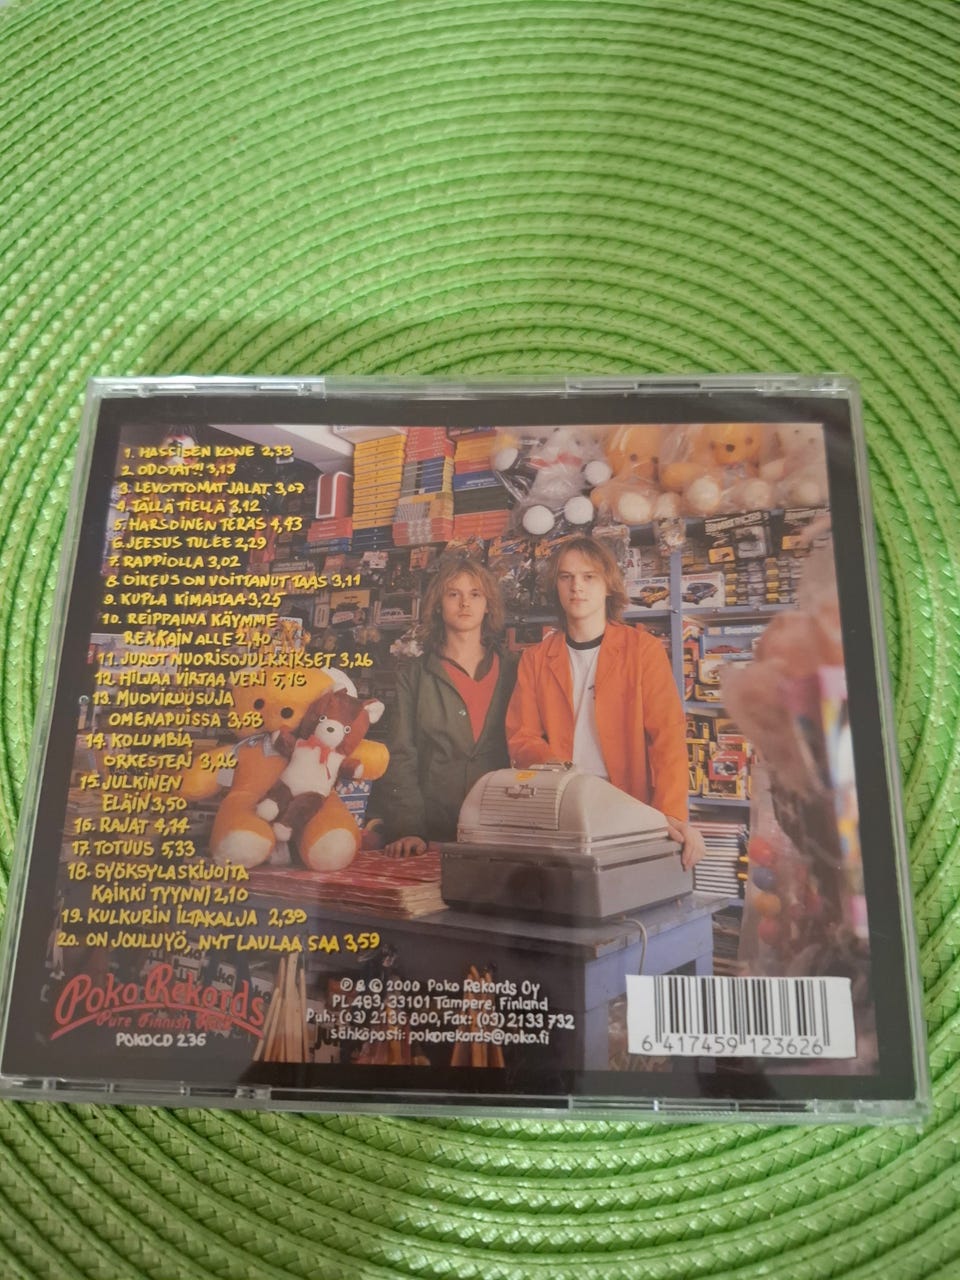 1. HASSISEN KONE 2,33
2. ODOTAT?! 3,13
3. LEVOTTOMAT JALAT 3,07
4. TÄLLÄ TIELLÄ 3,12
5. HARSOINEN TERÄS 4,43
6. JEESUS TULEE 2,29
7. RAPPIOLLA 3,02
8. OIKEUS ON VOITTANUT TAAS 3,11
9. KUPLA KIMALTAA 3,25
10. REIPPAINA KÄYMME
REKKAIN ALLE 2,40
11. JUROT NUORISOJULKKIKSET 3,26
12. HILJAA VIRTAA VERI 5,16
13. MUOVIRUUSUJA
OMENAPUISSA 3,58
14. KOLUMBIA
ORKESTERI 3,26
15. JULKINEN
ELÄIN 3,50
16. RAJAT 4,14
17. TOTUUS 5,33
18. SYÖKSYLASKIJOITA
KAIKKI TYYNNI 2,10
19. KULKURIN ILTAKALJA 2,39
20. ON JOULUYÖ, NYT LAULAA SAA 3,59
Poko Rekords
Pure Finnish Rock
POKOCD 236
℗ & © 2000 Poko Rekords Oy
PL 483, 33101 Tampere, Finland
Puh: (03) 2136 800, Fax: (03) 2133 732
sähköposti: pokorekords@poko.fi
6 417459 123626